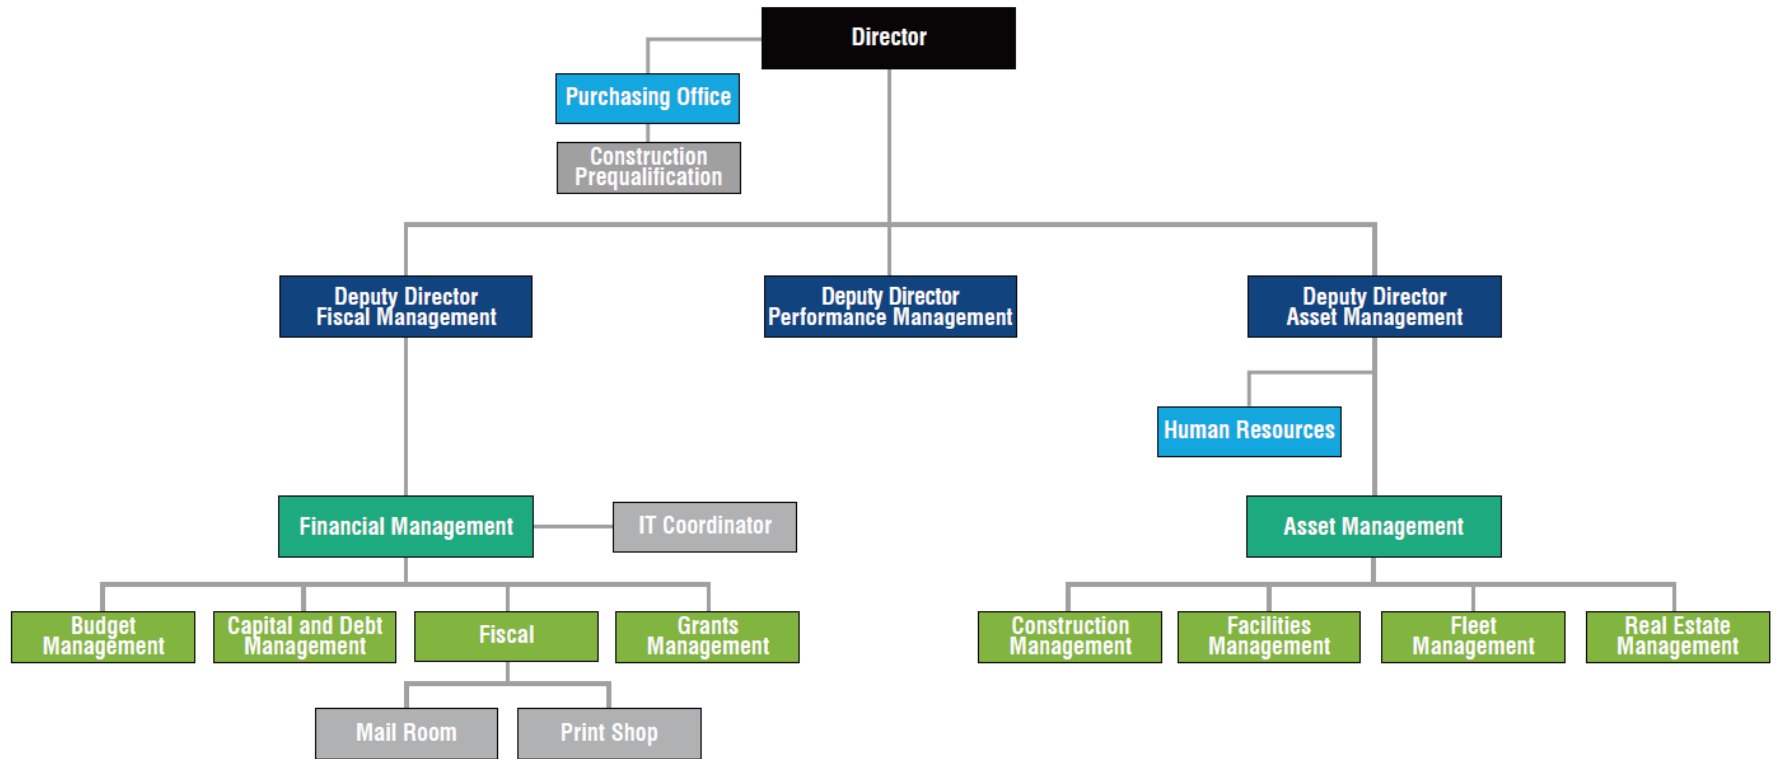 Director
Purchasing Office
Construction
Prequalification
Deputy Director
Fiscal Management
Deputy Director
Performance Management
Deputy Director
Asset Management
Human Resources
Financial Management
IT Coordinator
Asset Management
Budget
Management
Capital and Debt
Management
Fiscal
Grants
Management
Construction
Management
Facilities
Management
Fleet
Management
Real Estate
Management
Mail Room
Print Shop